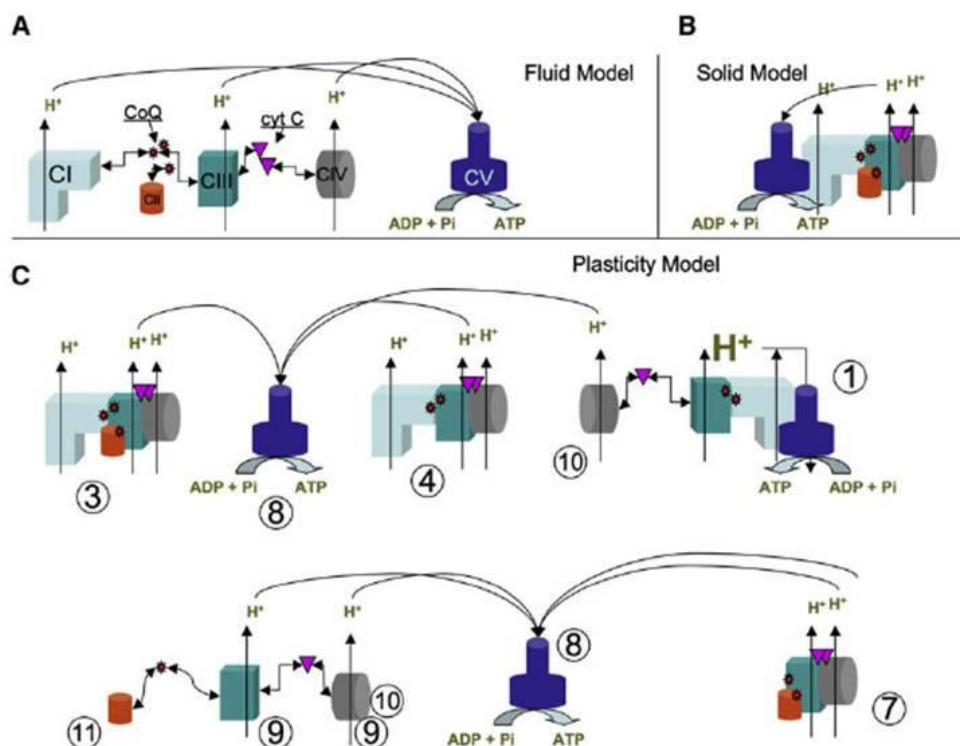 A
B
Fluid Model
Solid Model
H⁺
H⁺
H⁺
H⁺
H⁺
H⁺
CoQ
cyt C
CI
CII
CIII
CIV
CV
ADP + Pi
ATP
ADP + Pi
ATP
C
Plasticity Model
H⁺
H⁺
H⁺
H⁺
H⁺
H⁺
H⁺
H⁺
1
3
ADP + Pi
ATP
8
4
10
ATP
ADP + Pi
H⁺
H⁺
H⁺
H⁺
8
11
9
10
9
ADP + Pi
ATP
7